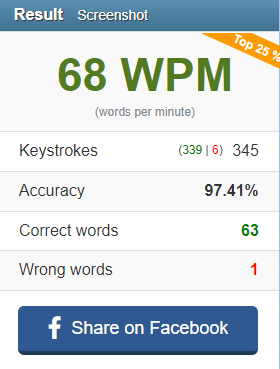 Result Screenshot
Top 25 %
68 WPM
(words per minute)
Keystrokes (339 | 6) 345
Accuracy 97.41%
Correct words 63
Wrong words 1
Share on Facebook